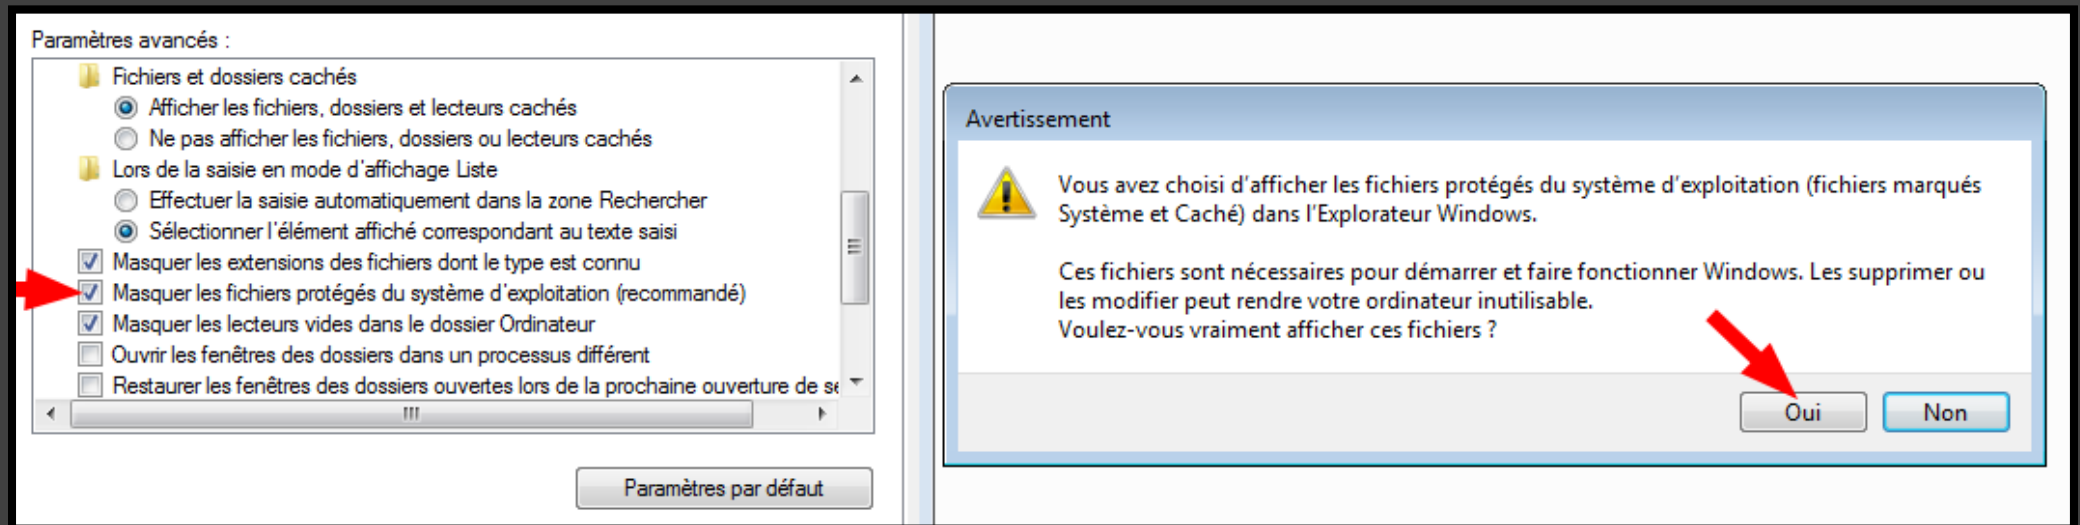 Paramètres avancés :
Fichiers et dossiers cachés
Afficher les fichiers, dossiers et lecteurs cachés
Ne pas afficher les fichiers, dossiers ou lecteurs cachés
Lors de la saisie en mode d'affichage Liste
Effectuer la saisie automatiquement dans la zone Rechercher
Sélectionner l'élément affiché correspondant au texte saisi
Masquer les extensions des fichiers dont le type est connu
Masquer les fichiers protégés du système d'exploitation (recommandé)
Masquer les lecteurs vides dans le dossier Ordinateur
Ouvrir les fenêtres des dossiers dans un processus différent
Restaurer les fenêtres des dossiers ouvertes lors de la prochaine ouverture de
Paramètres par défaut
Avertissement
Vous avez choisi d'afficher les fichiers protégés du système d'exploitation (fichiers marqués
Système et Caché) dans l'Explorateur Windows.
Ces fichiers sont nécessaires pour démarrer et faire fonctionner Windows. Les supprimer ou
les modifier peut rendre votre ordinateur inutilisable.
Voulez-vous vraiment afficher ces fichiers ?
Oui
Non